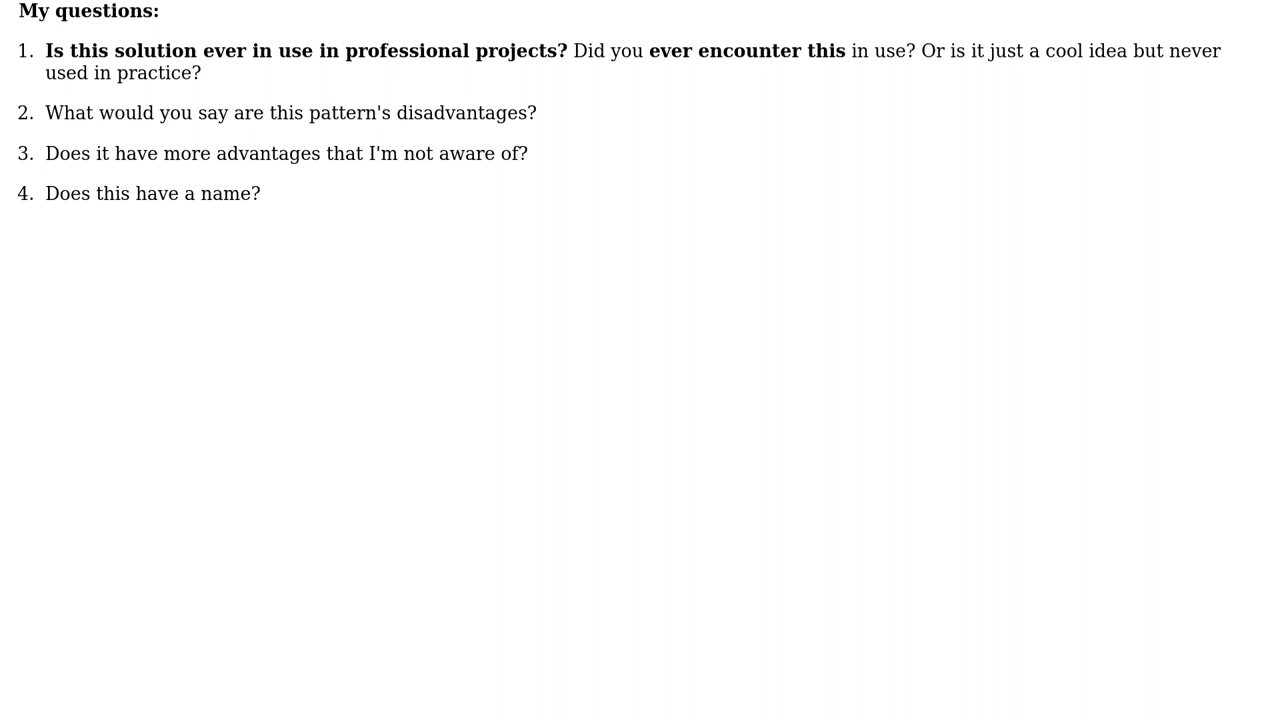 My questions:
1. Is this solution ever in use in professional projects? Did you ever encounter this in use? Or is it just a cool idea but never
used in practice?
2. What would you say are this pattern's disadvantages?
3. Does it have more advantages that I'm not aware of?
4. Does this have a name?